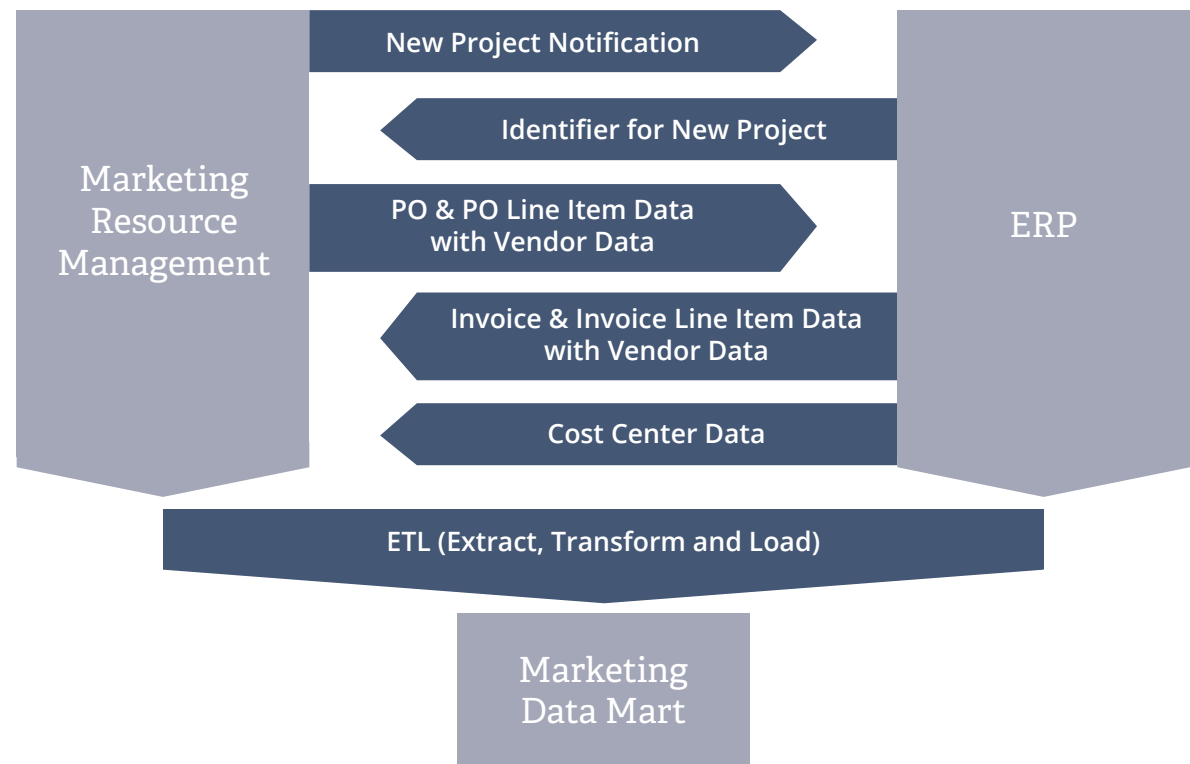 New Project Notification
Identifier for New Project
Marketing
Resource
Management
PO & PO Line Item Data
with Vendor Data
ERP
Invoice & Invoice Line Item Data
with Vendor Data
Cost Center Data
ETL (Extract, Transform and Load)
Marketing
Data Mart